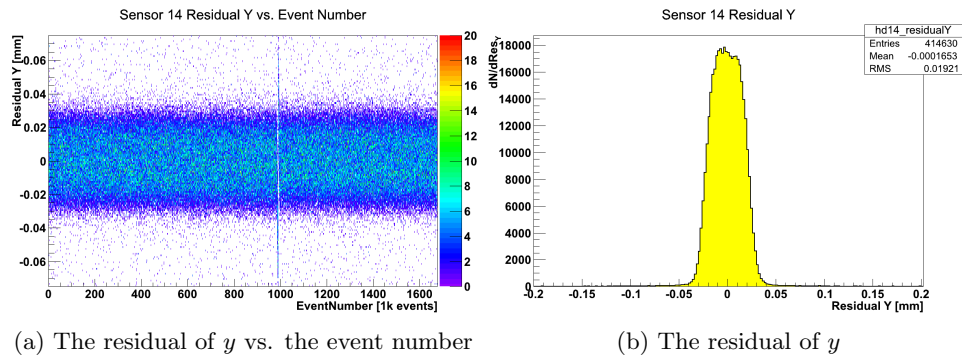 Sensor 14 Residual Y vs. Event Number
Residual Y [mm]
0.06
0.04
0.02
0
-0.02
-0.04
-0.06
0 200 400 600 800 1000 1200 1400 1600
EventNumber [1k events]
20
18
16
14
12
10
8
6
4
2
0
(a) The residual of y vs. the event number
Sensor 14 Residual Y
hd14_residualY
Entries 414630
Mean -0.0001653
RMS 0.01921
dN/dResY
18000
16000
14000
12000
10000
8000
6000
4000
2000
0
-0.2 -0.15 -0.1 -0.05 0 0.05 0.1 0.15 0.2
Residual Y [mm]
(b) The residual of y